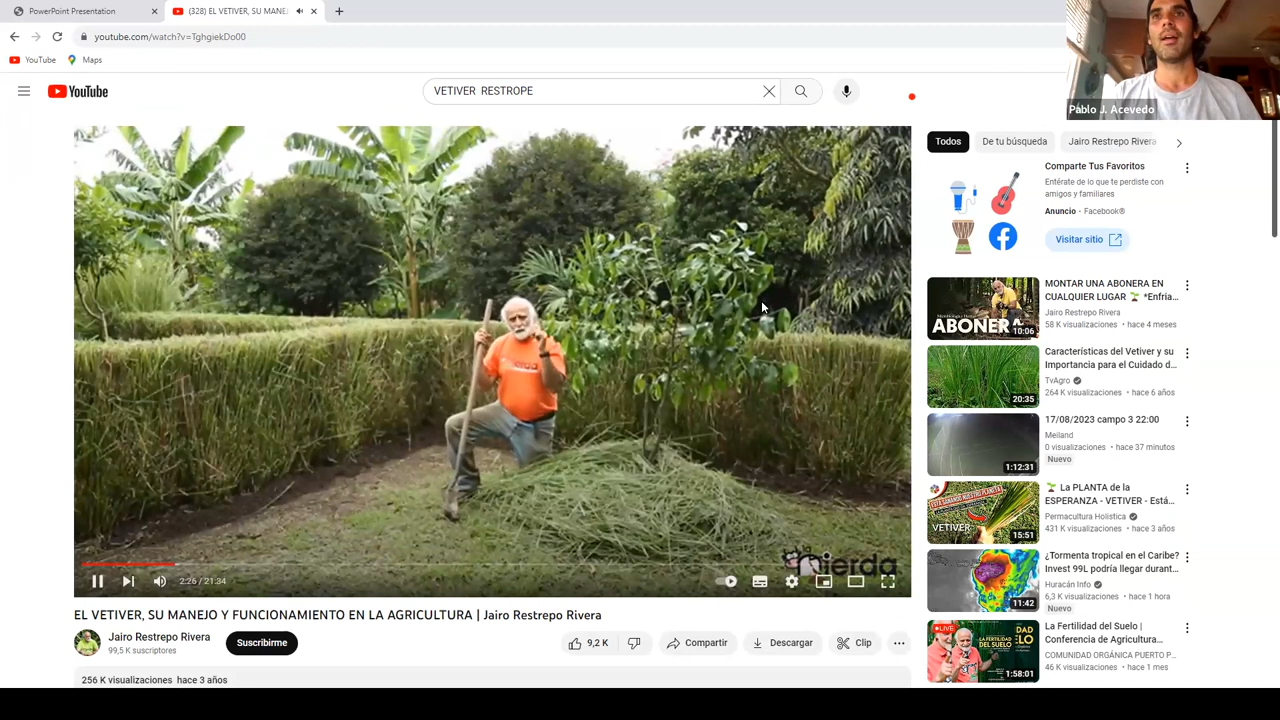 PowerPoint Presentation
(328) EL VETIVER, SU MANEJ
youtube.com/watch?v=TghgiekDo00
YouTube
Maps
Pablo J. Acevedo
YouTube
VETIVER RESTROPE
Todos
De tu búsqueda
Jairo Restrepo Rivera
Comparte Tus Favoritos
Entérate de lo que te perdiste con
amigos y familiares
Anuncio · Facebook®
Visitar sitio
ABONERA
10:06
MONTAR UNA ABONERA EN
CUALQUIER LUGAR 🌱 *Enfria...
Jairo Restrepo Rivera
58 K visualizaciones · hace 4 meses
20:35
Características del Vetiver y su
Importancia para el Cuidado d...
TvAgro
264 K visualizaciones · hace 6 años
1:12:31
17/08/2023 campo 3 22:00
Meiland
0 visualizaciones · hace 37 minutos
Nuevo
VETIVER
15:51
🌱 La PLANTA de la
ESPERANZA - VETIVER - Está...
Permacultura Holistica
431 K visualizaciones · hace 3 años
11:42
¿Tormenta tropical en el Caribe?
Invest 99L podría llegar durant...
Huracán Info
6,3 K visualizaciones · hace 1 hora
Nuevo
LIVE
LA FERTILIDAD
DEL SUELO
1:58:01
La Fertilidad del Suelo |
Conferencia de Agricultura...
COMUNIDAD ORGÁNICA PUERTO P...
46 K visualizaciones · hace 1 mes
mierda
2:26 / 21:34
EL VETIVER, SU MANEJO Y FUNCIONAMIENTO EN LA AGRICULTURA | Jairo Restrepo Rivera
Jairo Restrepo Rivera
99,5 K suscriptores
Suscribirme
9,2 K
Compartir
Descargar
Clip
256 K visualizaciones hace 3 años